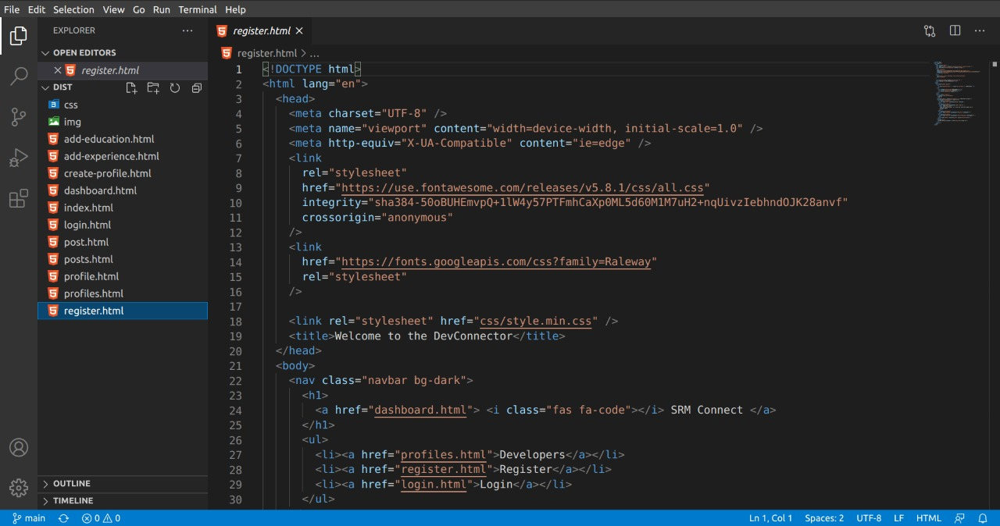 File Edit Selection View Go Run Terminal Help
EXPLORER
OPEN EDITORS
register.html
DIST
css
img
add-education.html
add-experience.html
create-profile.html
dashboard.html
index.html
login.html
post.html
posts.html
profile.html
profiles.html
register.html
OUTLINE
TIMELINE
register.html
register.html > ...
1 <!DOCTYPE html>
2 <html lang="en">
3 <head>
4 <meta charset="UTF-8" />
5 <meta name="viewport" content="width=device-width, initial-scale=1.0" />
6 <meta http-equiv="X-UA-Compatible" content="ie=edge" />
7 <link
8 rel="stylesheet"
9 href="https://use.fontawesome.com/releases/v5.8.1/css/all.css"
10 integrity="sha384-50oBUHEmvpQ+1lW4y57PTFmhCaXp0ML5d60M1M7uH2+nqUivzIebhndOJK28anvf"
11 crossorigin="anonymous"
12 />
13 <link
14 href="https://fonts.googleapis.com/css?family=Raleway"
15 rel="stylesheet"
16 />
17
18 <link rel="stylesheet" href="css/style.min.css" />
19 <title>Welcome to the DevConnector</title>
20 </head>
21 <body>
22 <nav class="navbar bg-dark">
23 <h1>
24 <a href="dashboard.html"> <i class="fas fa-code"></i> SRM Connect </a>
25 </h1>
26 <ul>
27 <li><a href="profiles.html">Developers</a></li>
28 <li><a href="register.html">Register</a></li>
29 <li><a href="login.html">Login</a></li>
30 </ul>
main 0 0 Ln 1, Col 1 Spaces: 2 UTF-8 LF HTML